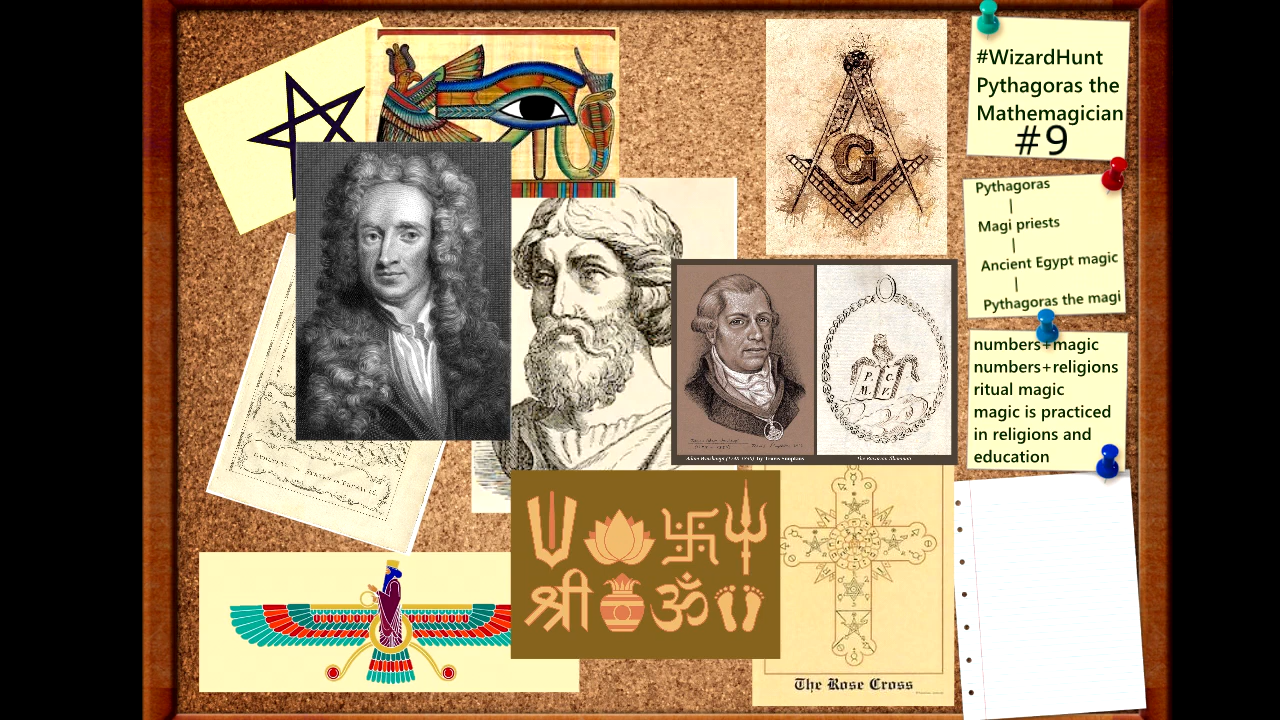 #WizardHunt
Pythagoras the
Mathemagician
#9
Pythagoras
|
Magi priests
|
Ancient Egypt magic
|
Pythagoras the magi
numbers+magic
numbers+religions
ritual magic
magic is practiced
in religions and
education
G
P. C.
M. V.
श्री ॐ
The Rose Cross